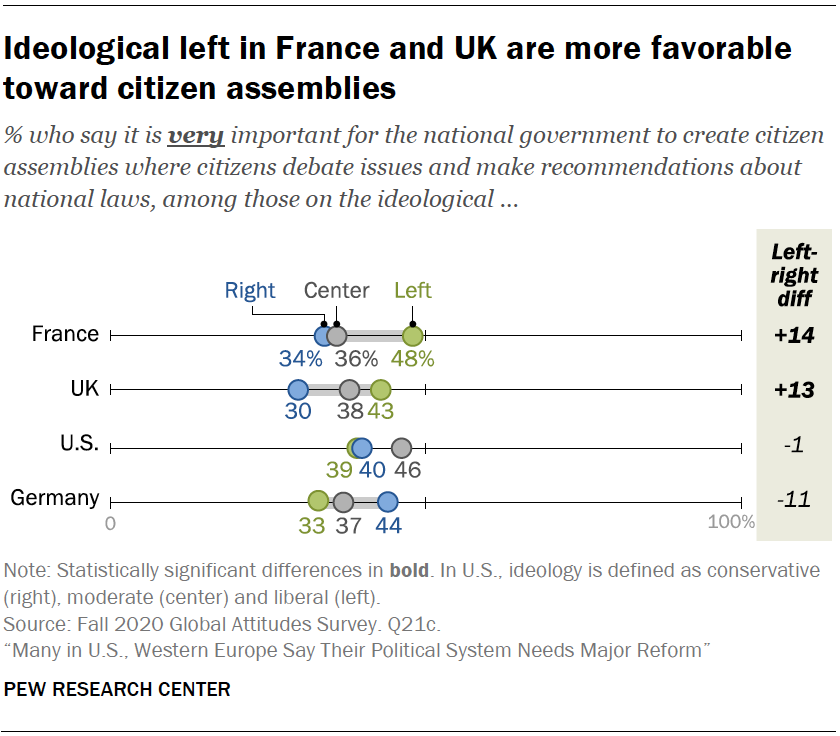 Ideological left in France and UK are more favorable
toward citizen assemblies
% who say it is very important for the national government to create citizen
assemblies where citizens debate issues and make recommendations about
national laws, among those on the ideological ...
Left-
right
diff
Right Center Left
France +14
34% 36% 48%
UK +13
30 38 43
U.S. -1
39 40 46
Germany -11
0 33 37 44 100%
Note: Statistically significant differences in bold. In U.S., ideology is defined as conservative
(right), moderate (center) and liberal (left).
Source: Fall 2020 Global Attitudes Survey. Q21c.
“Many in U.S., Western Europe Say Their Political System Needs Major Reform”
PEW RESEARCH CENTER